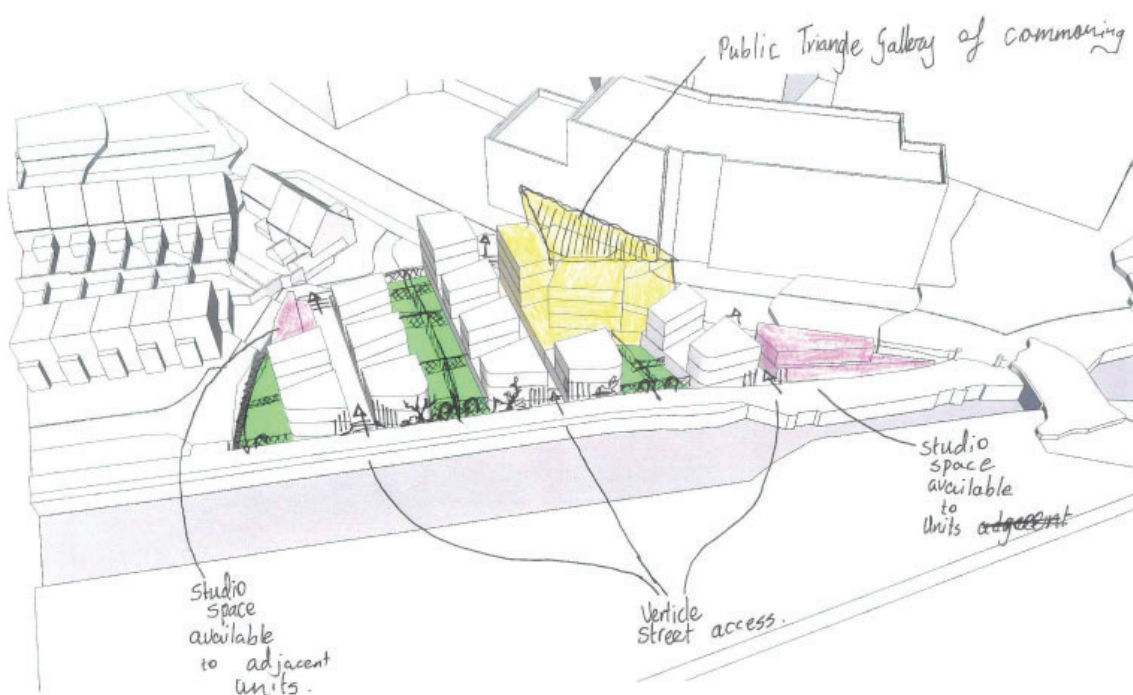 Public Triangle Gallery of commoning
Studio
space
available
to
Units adgecent
Studio
space
available
to adjacent
units.
Verticle
Street access.